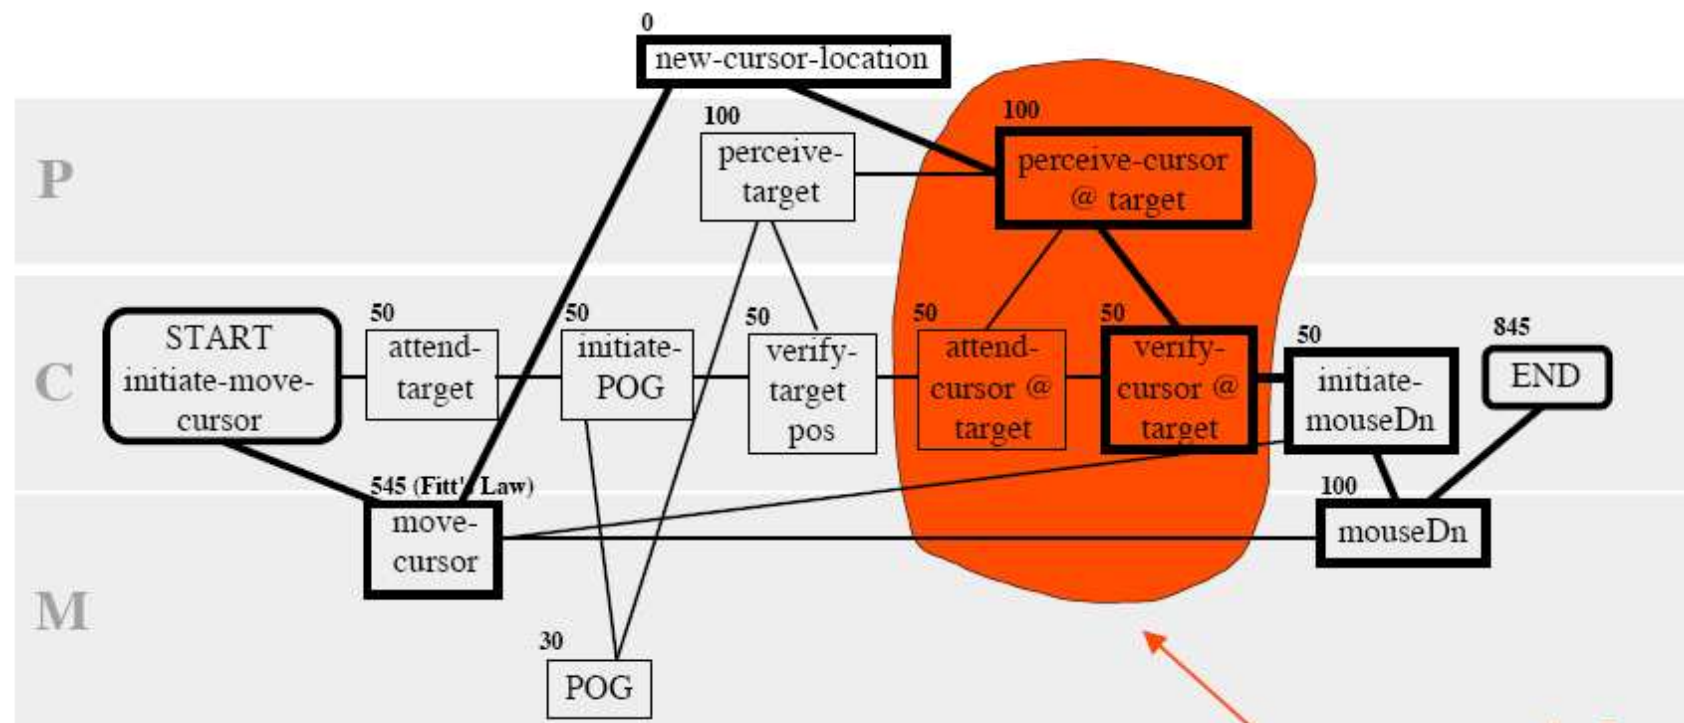 0
new-cursor-location
P
100
perceive-
target
100
perceive-cursor
@ target
C
START
initiate-move-
cursor
50
attend-
target
50
initiate-
POG
50
verify-
target
pos
50
attend-
cursor @
target
50
verify-
cursor @
target
50
initiate-
mouseDn
845
END
M
545 (Fitt's Law)
move-
cursor
100
mouseDn
30
POG